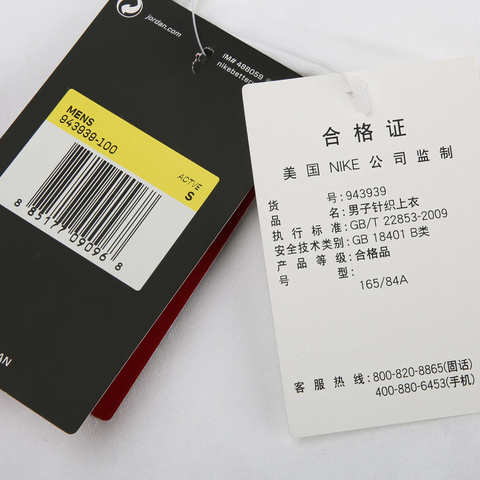 jordan.com
IM# 488059
nikebetter
MENS
943939-100
ACTVE
S
8 85177 09096 8
合格证
美国 NIKE 公司监制
货号:943939
品名:男子针织上衣
执行标准:GB/T 22853-2009
安全技术类别:GB 18401 B类
产品等级:合格品
号型:
165/84A
客服热线:800-820-8865(固话)
400-880-6453(手机)